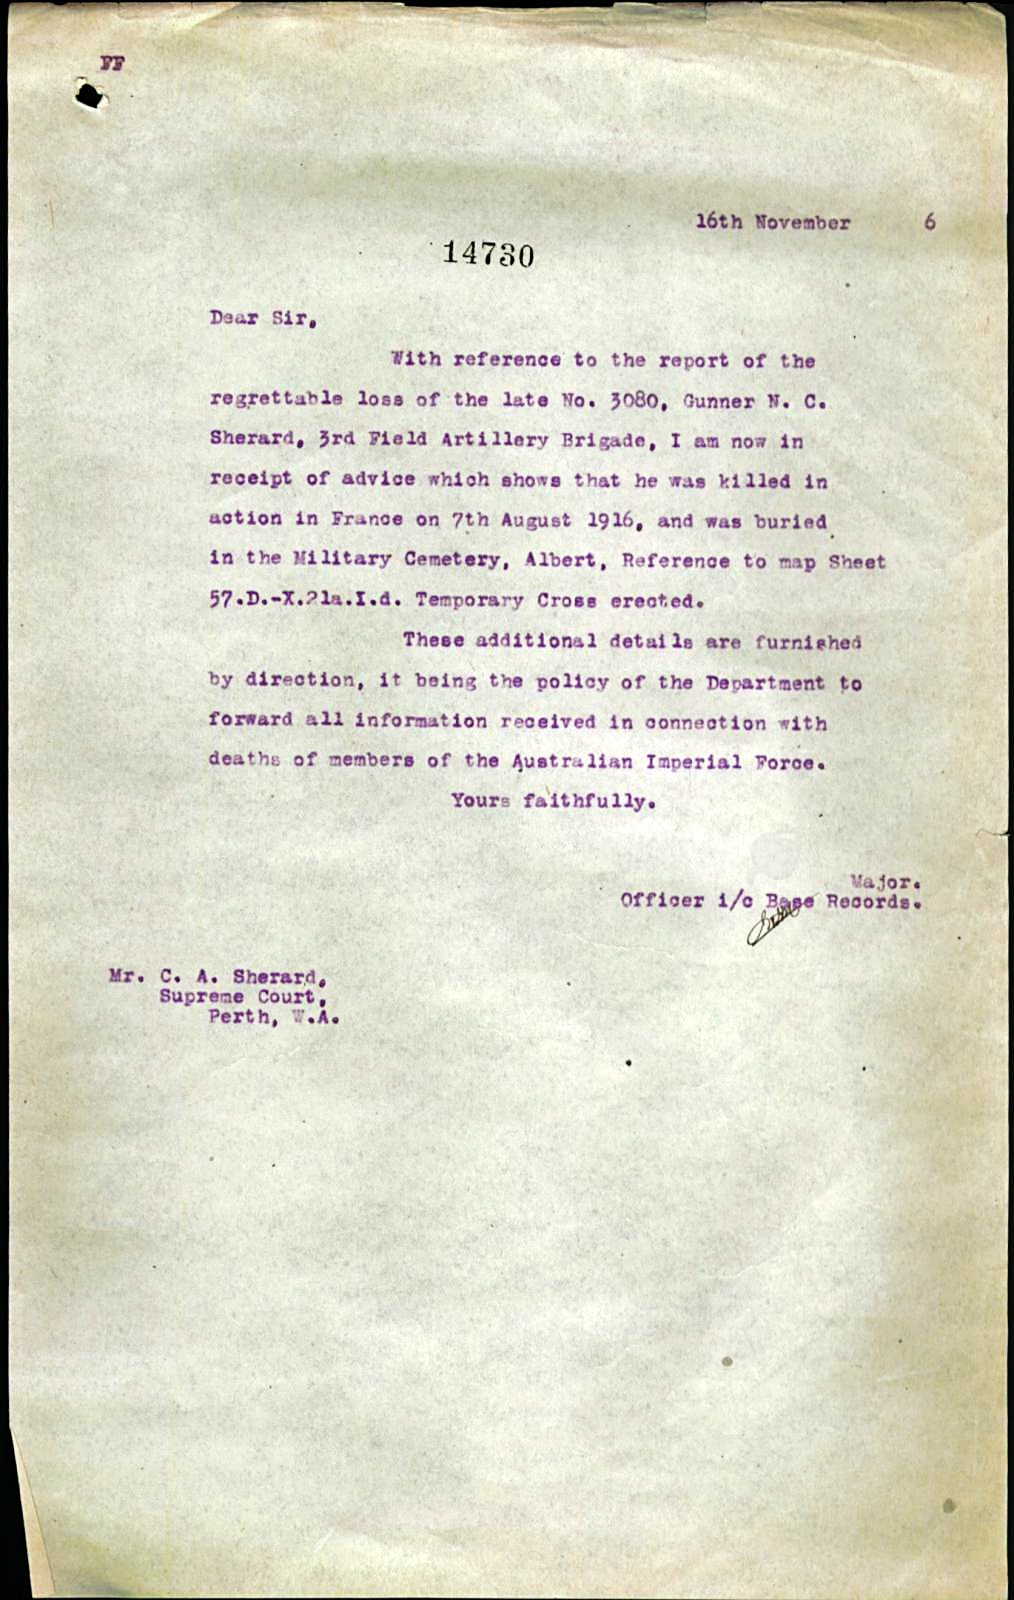 FF
16th November 6
14730
Dear Sir,
With reference to the report of the
regrettable loss of the late No. 3080, Gunner N. C.
Sherard, 3rd Field Artillery Brigade, I am now in
receipt of advice which shows that he was killed in
action in France on 7th August 1916, and was buried
in the Military Cemetery, Albert, Reference to map Sheet
57.D.-X.21a.I.d. Temporary Cross erected.
These additional details are furnished
by direction, it being the policy of the Department to
forward all information received in connection with
deaths of members of the Australian Imperial Force.
Yours faithfully.
Major.
Officer i/c Base Records.
Mr. C. A. Sherard,
Supreme Court,
Perth, W.A.